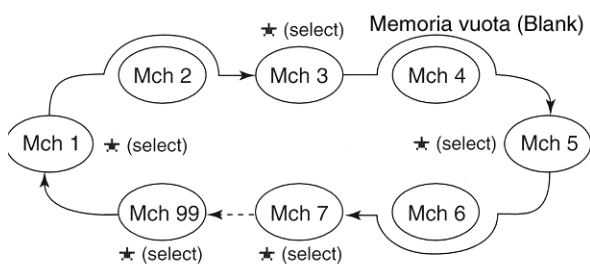 ★ (select)
Memoria vuota (Blank)
Mch 2
Mch 3
Mch 4
Mch 1
★ (select)
★ (select)
Mch 5
Mch 99
Mch 7
Mch 6
★ (select)
★ (select)